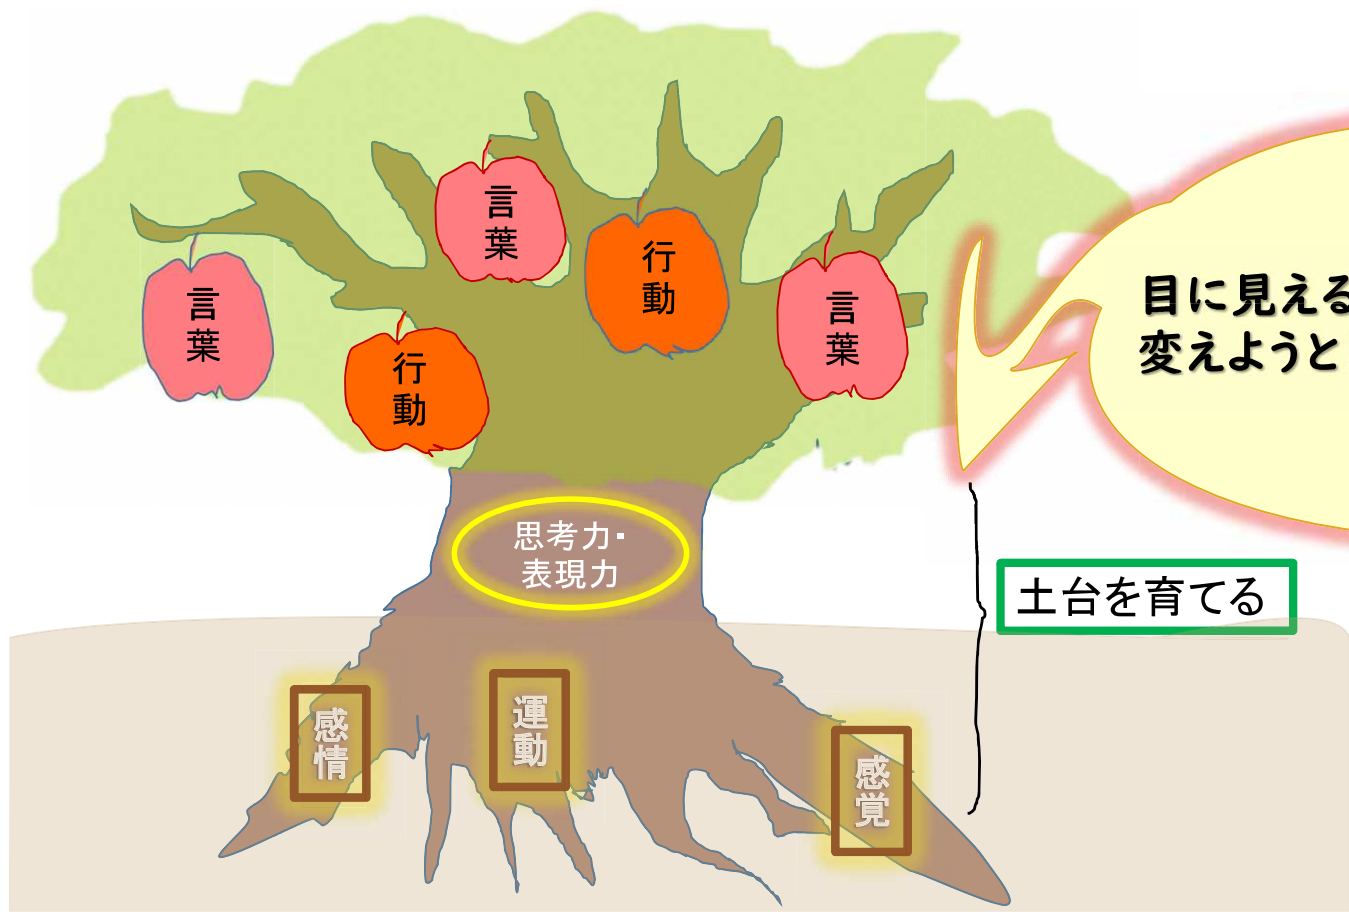 言葉
行動
言葉
行動
言葉
目に見える
変えようと
思考力・
表現力
土台を育てる
感情
運動
感覚